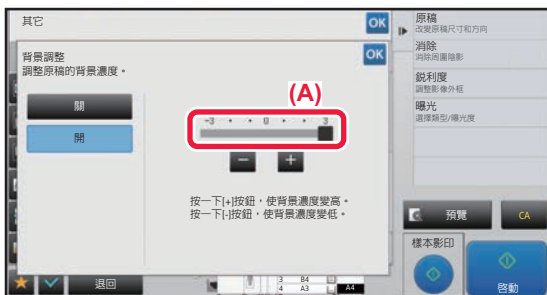 其它
OK
背景調整
調整原稿的背景濃度。
OK
關
開
(A)
-3 • • 0 • • 3
− +
按一下[+]按鈕，使背景濃度變高。
按一下[-]按鈕，使背景濃度變低。
原稿
改變原稿尺寸和方向
消除
消除周圍陰影
銳利度
調整影像外框
曝光
選擇類型/曝光度
預覽
CA
樣本影印
啓動
退回
3 B4
4 A3
A4